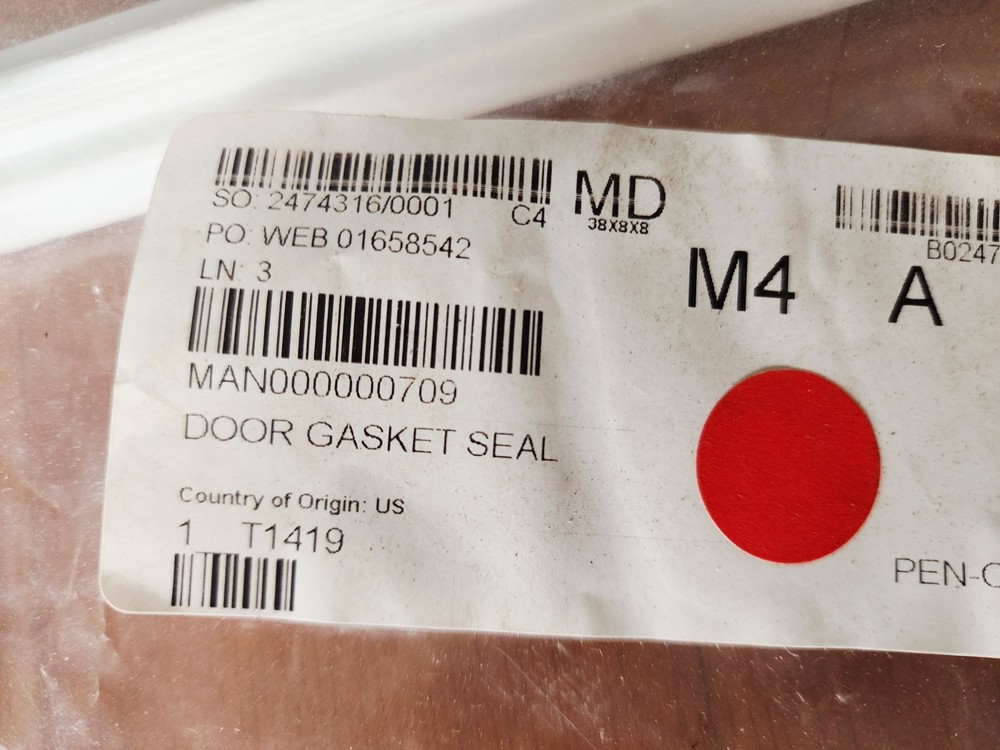 SO: 2474316/0001 C4
PO: WEB 01658542
LN: 3
MAN000000709
DOOR GASKET SEAL
Country of Origin: US
1 T1419
MD
38X8X8
M4 A
B0247
PEN-C